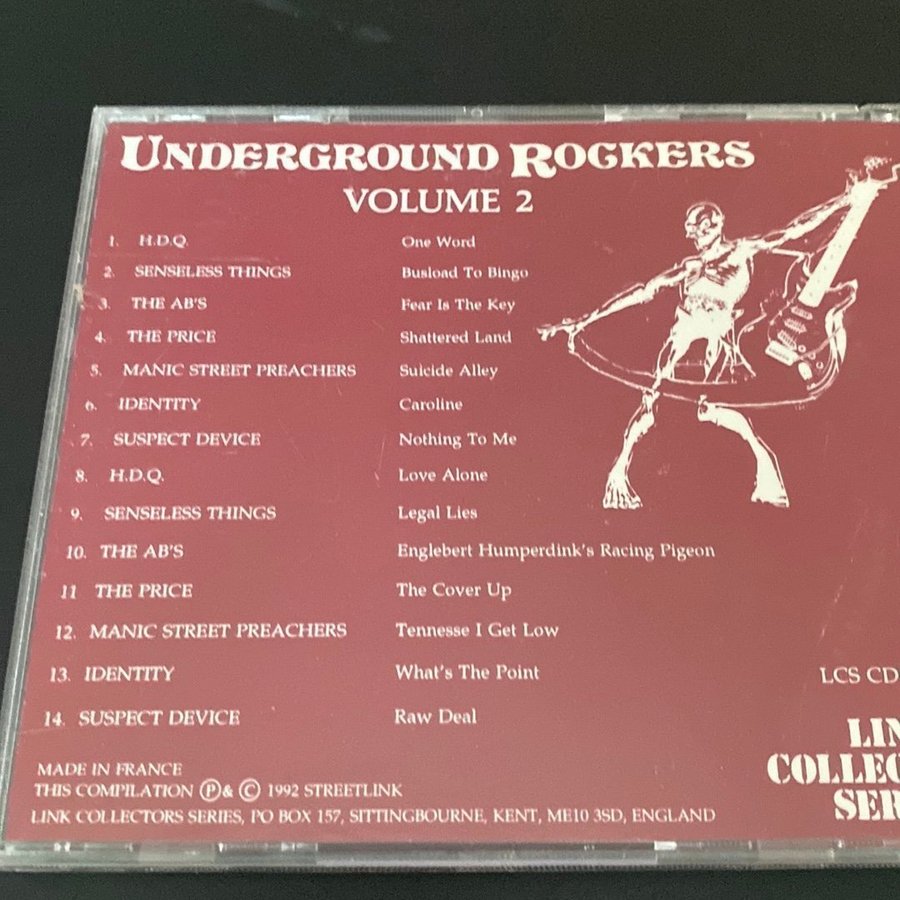 UNDERGROUND ROCKERS
VOLUME 2
1. H.D.Q. One Word
2. SENSELESS THINGS Busload To Bingo
3. THE AB'S Fear Is The Key
4. THE PRICE Shattered Land
5. MANIC STREET PREACHERS Suicide Alley
6. IDENTITY Caroline
7. SUSPECT DEVICE Nothing To Me
8. H.D.Q. Love Alone
9. SENSELESS THINGS Legal Lies
10. THE AB'S Englebert Humperdink's Racing Pigeon
11 THE PRICE The Cover Up
12. MANIC STREET PREACHERS Tennesse I Get Low
13. IDENTITY What's The Point
14. SUSPECT DEVICE Raw Deal
LCS CD
MADE IN FRANCE
THIS COMPILATION Ⓟ & © 1992 STREETLINK
LINK COLLECTORS SERIES, PO BOX 157, SITTINGBOURNE, KENT, ME10 3SD, ENGLAND